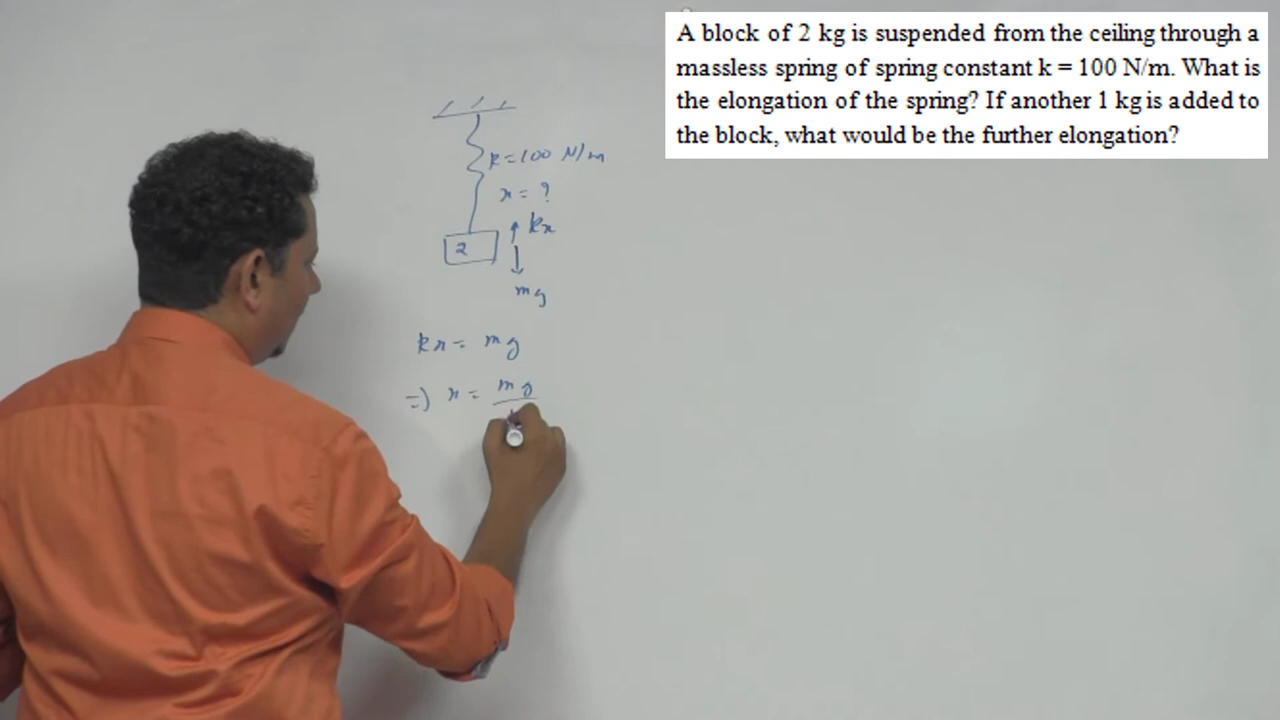 A block of 2 kg is suspended from the ceiling through a
massless spring of spring constant k = 100 N/m. What is
the elongation of the spring? If another 1 kg is added to
the block, what would be the further elongation?
k=100 N/m
x = ?
kx
2
mg
kx = mg
=) x = mg